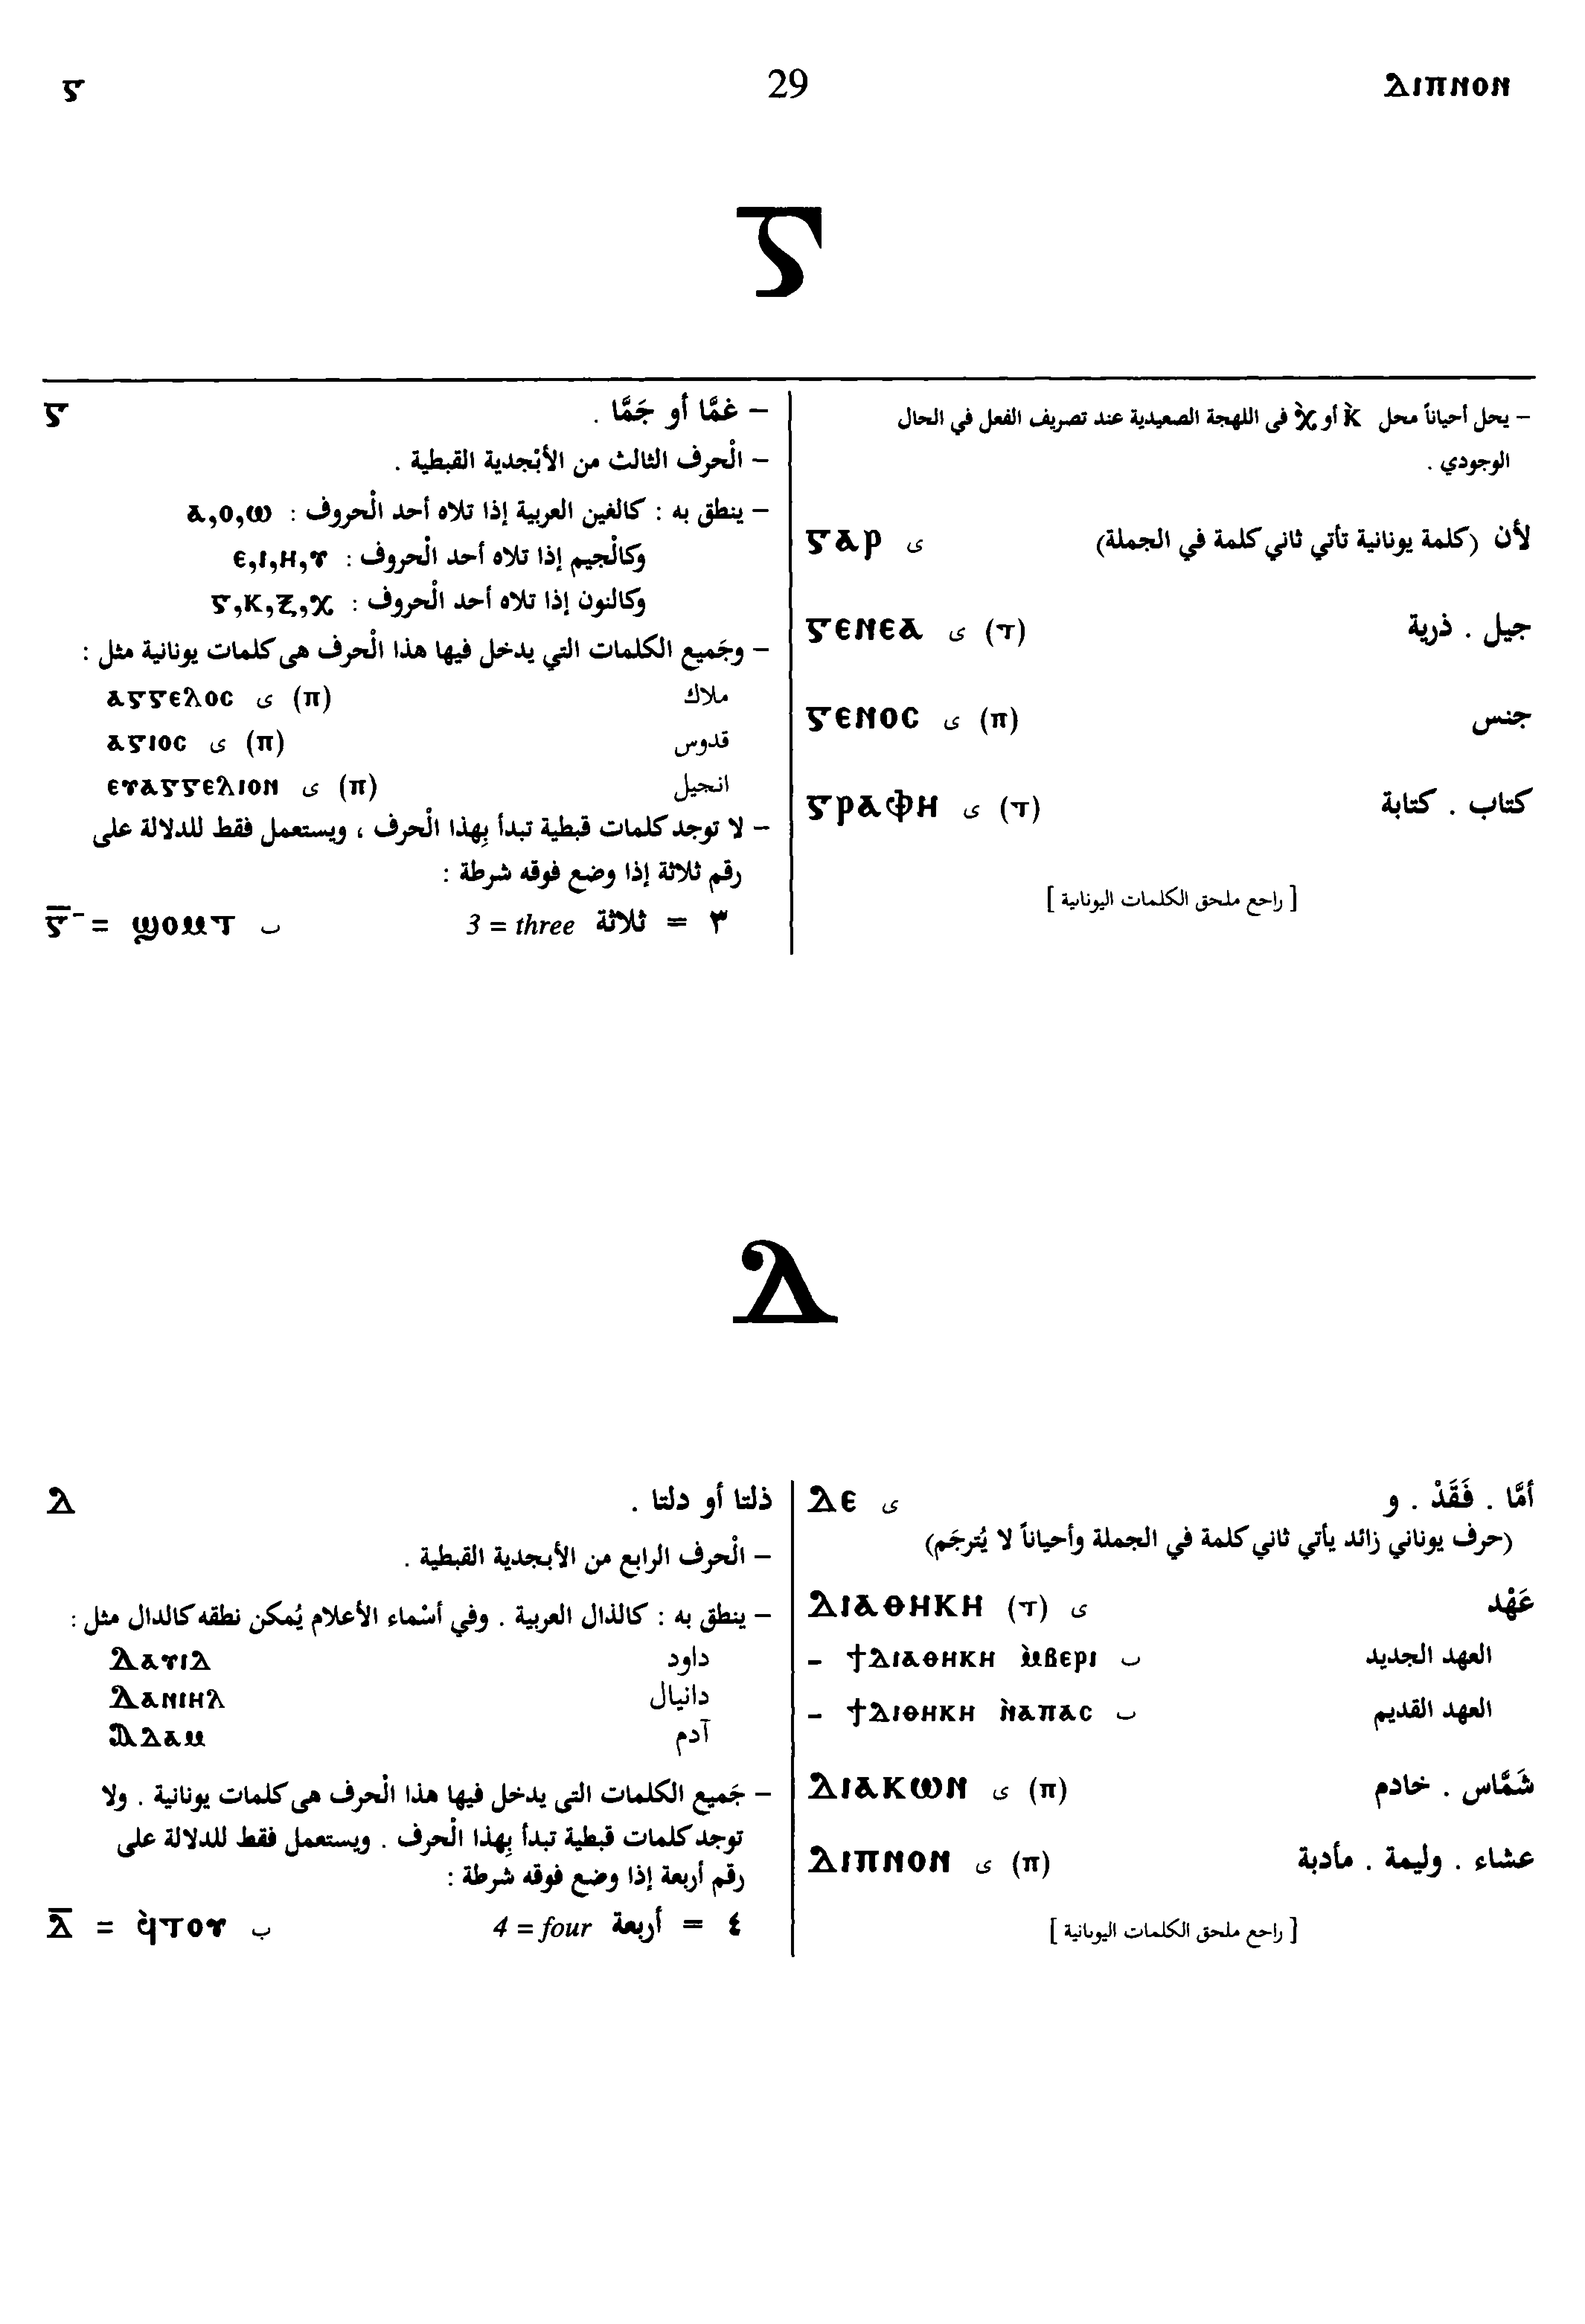 ⲅ 29 ⲇⲓⲡⲛⲟⲛ
ⲅ
ⲅ – غمَّا أو جَمَّا .
– الْحرف الثالث من الأبْجدية القبطية .
– ينطق به : كالغين العربية إذا تلاه أحد الْحروف : ⲁ,ⲟ,ⲱ
وكالْجيم إذا تلاه أحد الْحروف : ⲉ,ⲓ,ⲏ,ⲩ
وكالنون إذا تلاه أحد الْحروف : ⲅ,ⲕ,ⲝ,ⲭ
– وجَميع الكلمات التي يدخل فيها هذا الْحرف هى كلمات يونانية مثل :
ⲁⲅⲅⲉⲗⲟⲥ ى (ⲡ) ملاك
ⲁⲅⲓⲟⲥ ى (ⲡ) قدوس
ⲉⲩⲁⲅⲅⲉⲗⲓⲟⲛ ى (ⲡ) انجيل
– لا توجد كلمات قبطية تبدأ بِهذا الْحرف ، ويستعمل فقط للدلالة على
رقم ثلاثة إذا وضع فوقه شرطة :
ⲅ̅ = ϣⲟⲙⲧ ب 3 = three ثلاثة = ٣
– يحل أحياناً محل ⲕ̀ أو ⲭ̀ فى اللهجة الصعيدية عند تصريف الفعل في الحال
الوجودي .
ⲅⲁⲣ ى لأن (كلمة يونانية تأتي ثاني كلمة في الجملة)
ⲅⲉⲛⲉⲁ ى (ⲧ) جيل . ذرية
ⲅⲉⲛⲟⲥ ى (ⲡ) جنس
ⲅⲣⲁⲫⲏ ى (ⲧ) كتاب . كتابة
[ راجع ملحق الكلمات اليونانية ]
ⲇ
ⲇ ذلتا أو دلتا .
– الْحرف الرابع من الأبجدية القبطية .
– ينطق به : كالذال العربية . وفي أسْماء الأعلام يُمكن نطقه كالدال مثل :
Ⲇⲁⲩⲓⲇ داود
Ⲇⲁⲛⲓⲏⲗ دانيال
Ⲁⲇⲁⲙ آدم
– جَميع الكلمات التى يدخل فيها هذا الْحرف هى كلمات يونانية . ولا
توجد كلمات قبطية تبدأ بِهذا الْحرف . ويستعمل فقط للدلالة على
رقم أربعة إذا وضع فوقه شرطة :
ⲇ̅ = ϥ̀ⲧⲟⲩ ب 4 = four أربعة = ٤
ⲇⲉ ى أمَّا . فَقَدْ . و
(حرف يوناني زائد يأتي ثاني كلمة في الجملة وأحياناً لا يُترجَم)
ⲇⲓⲁⲑⲏⲕⲏ (ⲧ) ى عَهْد
– ϯⲇⲓⲁⲑⲏⲕⲏ ⲙ̀ⲃⲉⲣⲓ ب العهد الجديد
– ϯⲇⲓⲑⲏⲕⲏ ⲛ̀ⲁⲡⲁⲥ ب العهد القديم
ⲇⲓⲁⲕⲱⲛ ى (ⲡ) شَمَّاس . خادم
ⲇⲓⲡⲛⲟⲛ ى (ⲡ) عشاء . وليمة . مأدبة
[ راجع ملحق الكلمات اليونانية ]